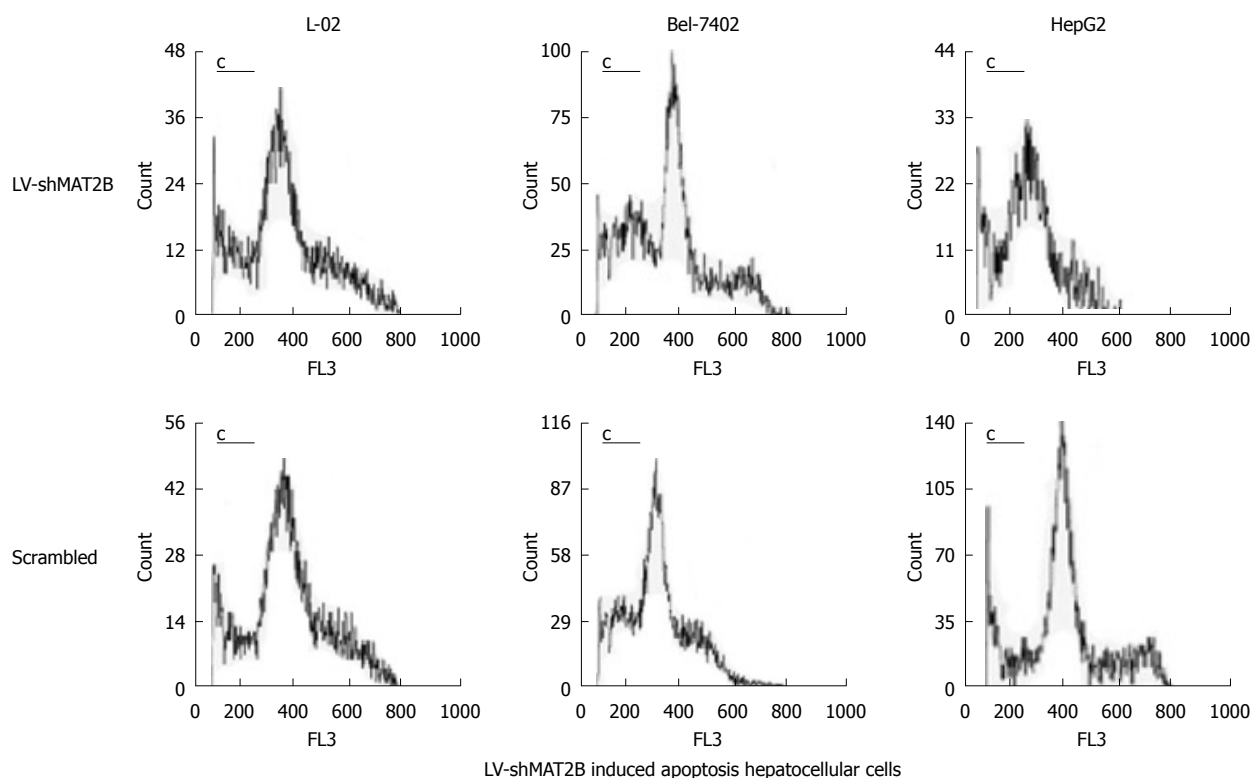 L-02 Bel-7402 HepG2
48 100 44
C C C
36 75 33
LV-shMAT2B Count 24 Count 50 Count 22
12 25 11
0 0 0
0 200 400 600 800 1000 0 200 400 600 800 1000 0 200 400 600 800 1000
FL3 FL3 FL3
56 116 140
C C C
42 87 105
Scrambled Count 28 Count 58 Count 70
14 29 35
0 0 0
0 200 400 600 800 1000 0 200 400 600 800 1000 0 200 400 600 800 1000
FL3 FL3 FL3
LV-shMAT2B induced apoptosis hepatocellular cells